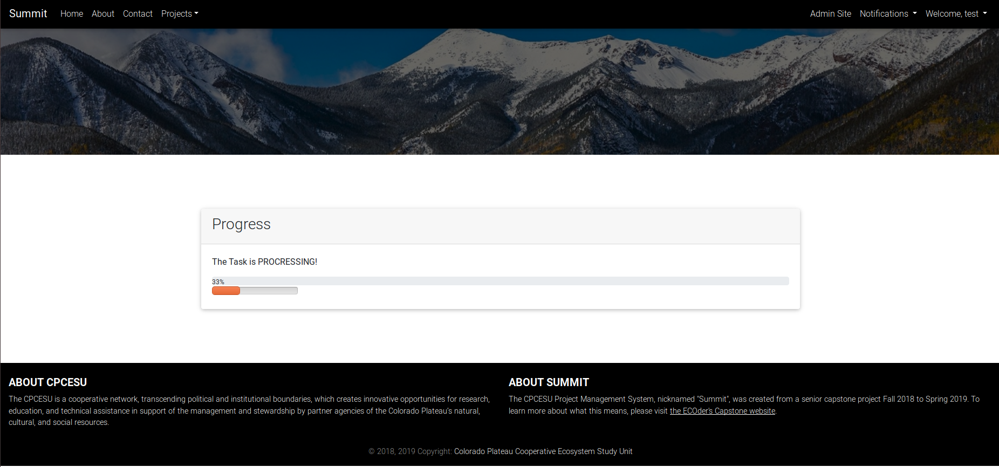 Summit Home About Contact Projects Admin Site Notifications Welcome, test
Progress
The Task is PROCRESSING!
33%
ABOUT CPCESU
The CPCESU is a cooperative network, transcending political and institutional boundaries, which creates innovative opportunities for research,
education, and technical assistance in support of the management and stewardship by partner agencies of the Colorado Plateau's natural,
cultural, and social resources.
ABOUT SUMMIT
The CPCESU Project Management System, nicknamed "Summit", was created from a senior capstone project Fall 2018 to Spring 2019. To
learn more about what this means, please visit the ECOder's Capstone website.
© 2018, 2019 Copyright: Colorado Plateau Cooperative Ecosystem Study Unit